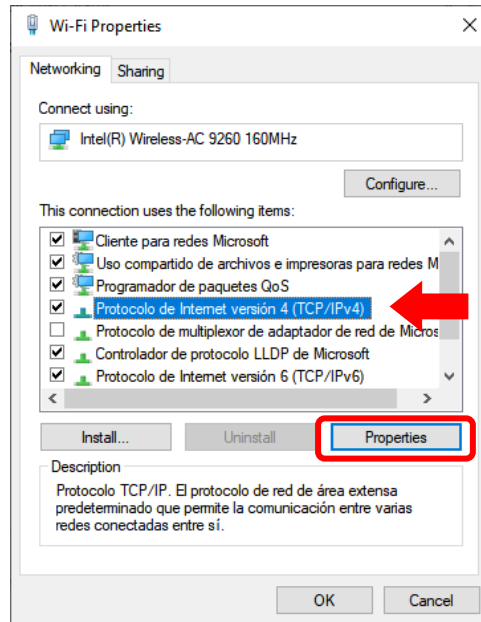 Wi-Fi Properties
Networking
Sharing
Connect using:
Intel(R) Wireless-AC 9260 160MHz
Configure...
This connection uses the following items:
Cliente para redes Microsoft
Uso compartido de archivos e impresoras para redes M
Programador de paquetes QoS
Protocolo de Internet versión 4 (TCP/IPv4)
Protocolo de multiplexor de adaptador de red de Micros
Controlador de protocolo LLDP de Microsoft
Protocolo de Internet versión 6 (TCP/IPv6)
Install...
Uninstall
Properties
Description
Protocolo TCP/IP. El protocolo de red de área extensa
predeterminado que permite la comunicación entre varias
redes conectadas entre sí.
OK
Cancel